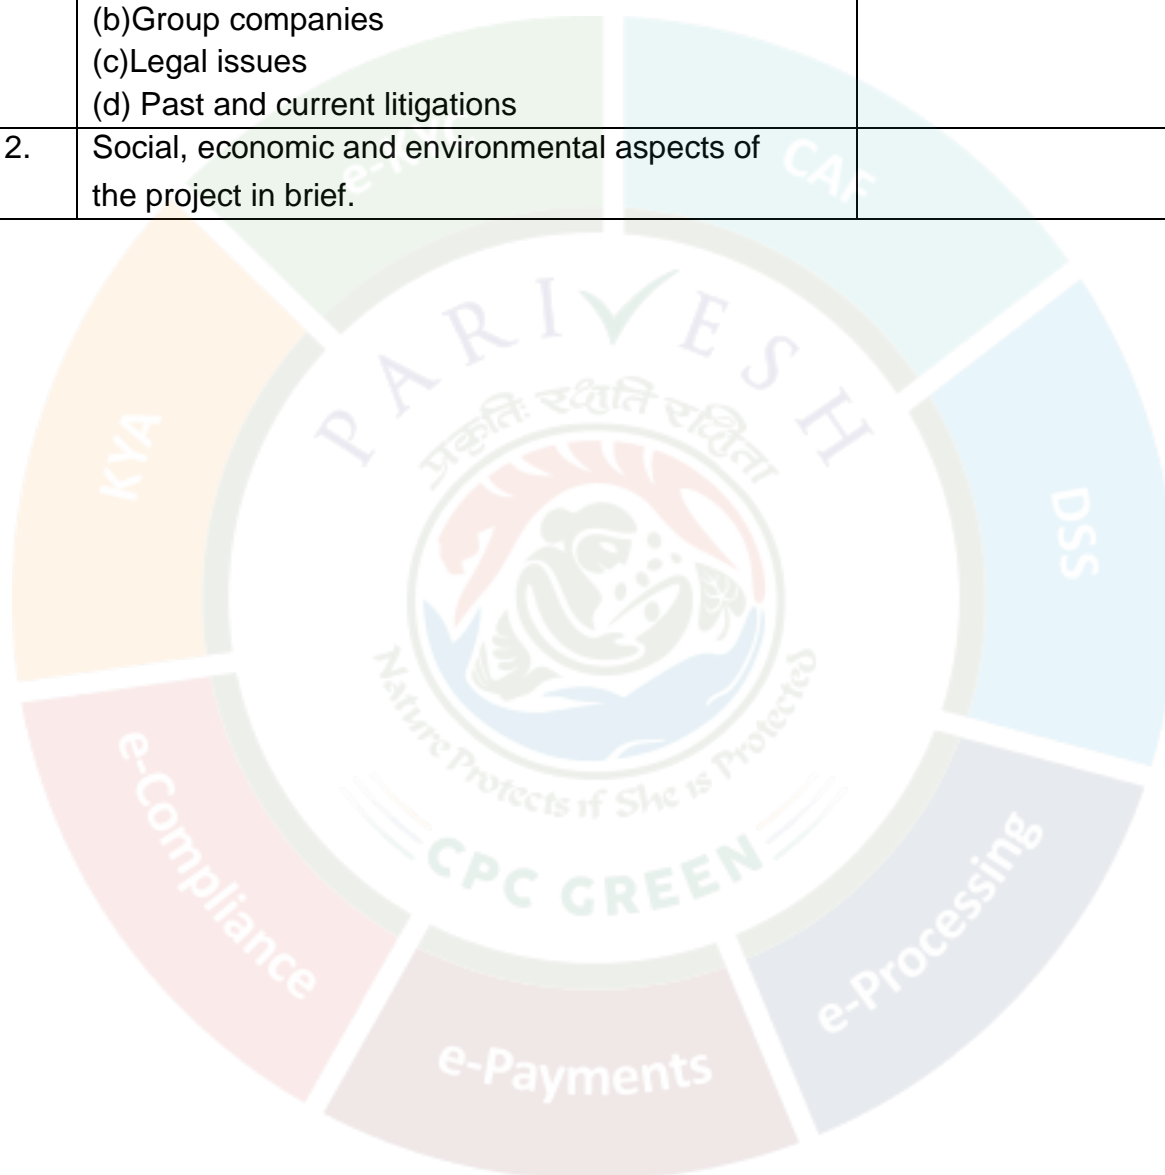 (b)Group companies
(c)Legal issues
(d) Past and current litigations
2. Social, economic and environmental aspects of
the project in brief.
e-KYC
CAF
KYA
DSS
PARIVESH
प्रकृतिः रक्षति रक्षिता
Nature Protects if She is Protected
CPC GREEN
e-Compliance
e-Processing
e-Payments